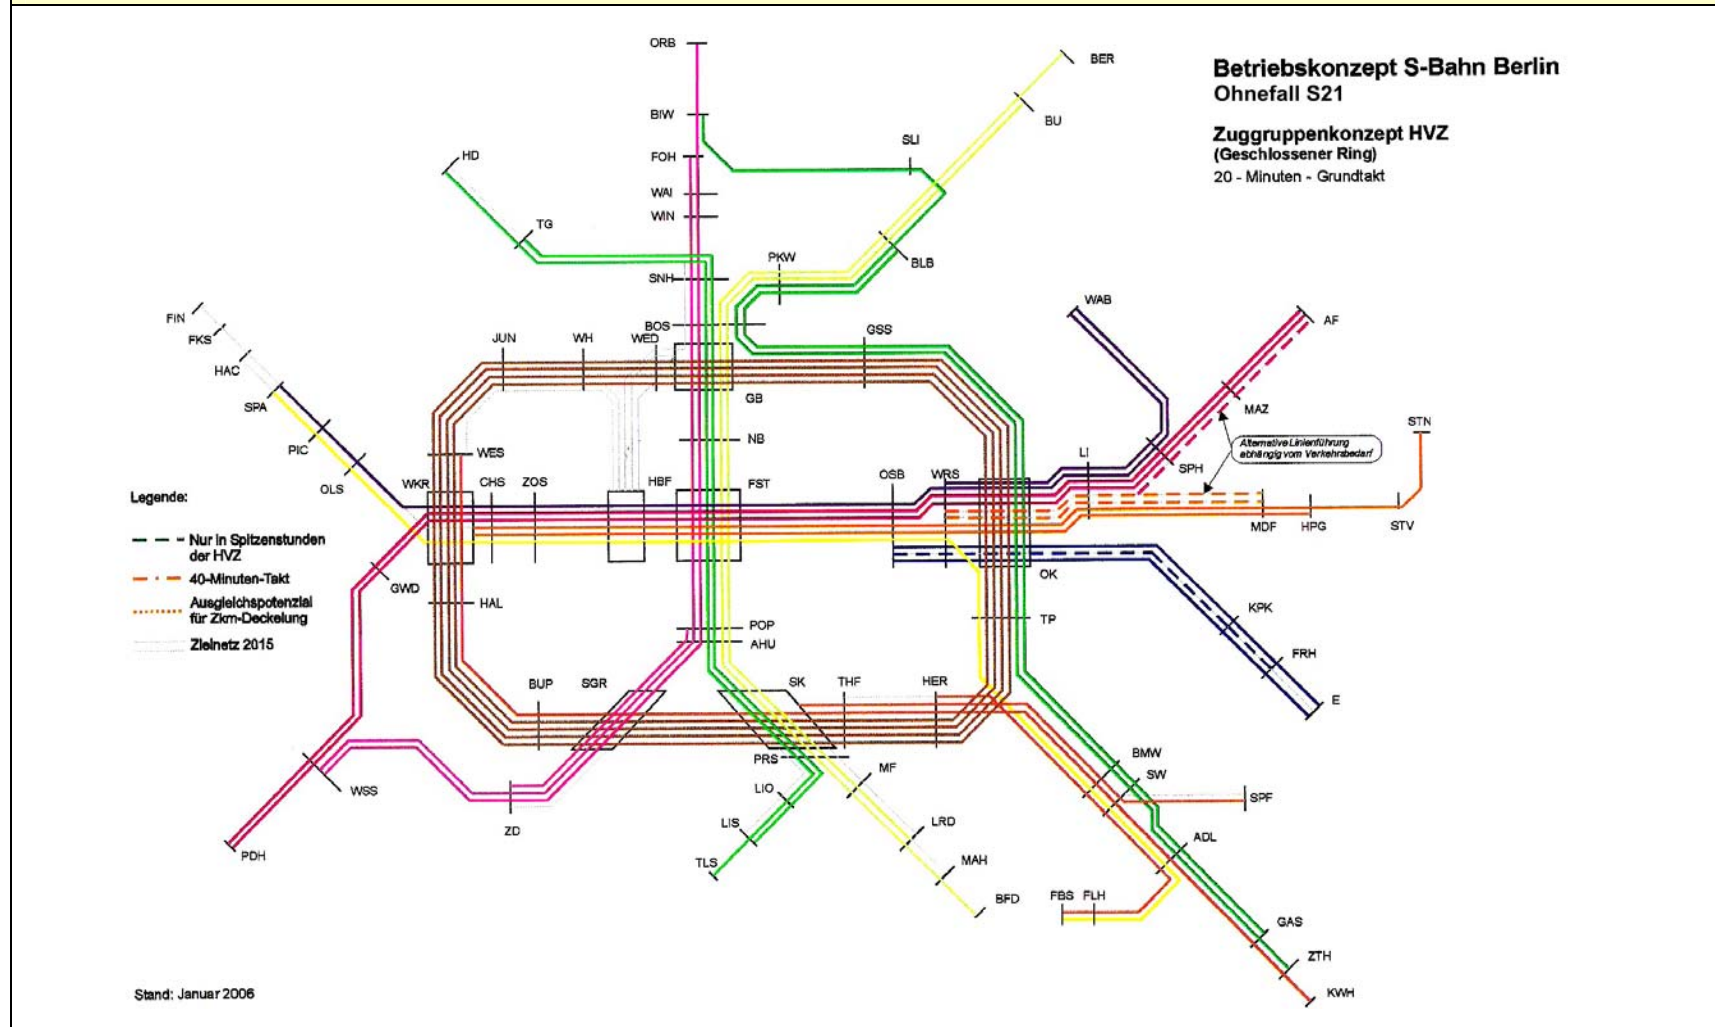 Betriebskonzept S-Bahn Berlin
Ohnefall S21
Zuggruppenkonzept HVZ
(Geschlossener Ring)
20 - Minuten - Grundtakt
ORB
BER
BIW
BU
SLI
HD
FOH
WAI
TG
WIN
PKW
BLB
SNH
WAB
FIN
AF
FKS
BOS
GSS
JUN
WH
WED
HAC
GB
SPA
MAZ
STN
PIC
NB
Alternative Linienführung
abhängig vom Verkehrsbedarf
WES
LI
SPH
OLS
WKR
CHS
ZOS
HBF
FST
OSB
WRS
MDF
HPG
STV
Legende:
Nur in Spitzenstunden
der HVZ
40-Minuten-Takt
Ausgleichspotenzial
für Zkm-Deckelung
Zielnetz 2015
GWD
HAL
OK
KPK
TP
POP
AHU
FRH
BUP
SGR
SK
THF
HER
E
PRS
MF
BMW
SW
WSS
LIO
SPF
ZD
LIS
LRD
ADL
PDH
TLS
MAH
BFD
FBS
FLH
GAS
ZTH
KWH
Stand: Januar 2006